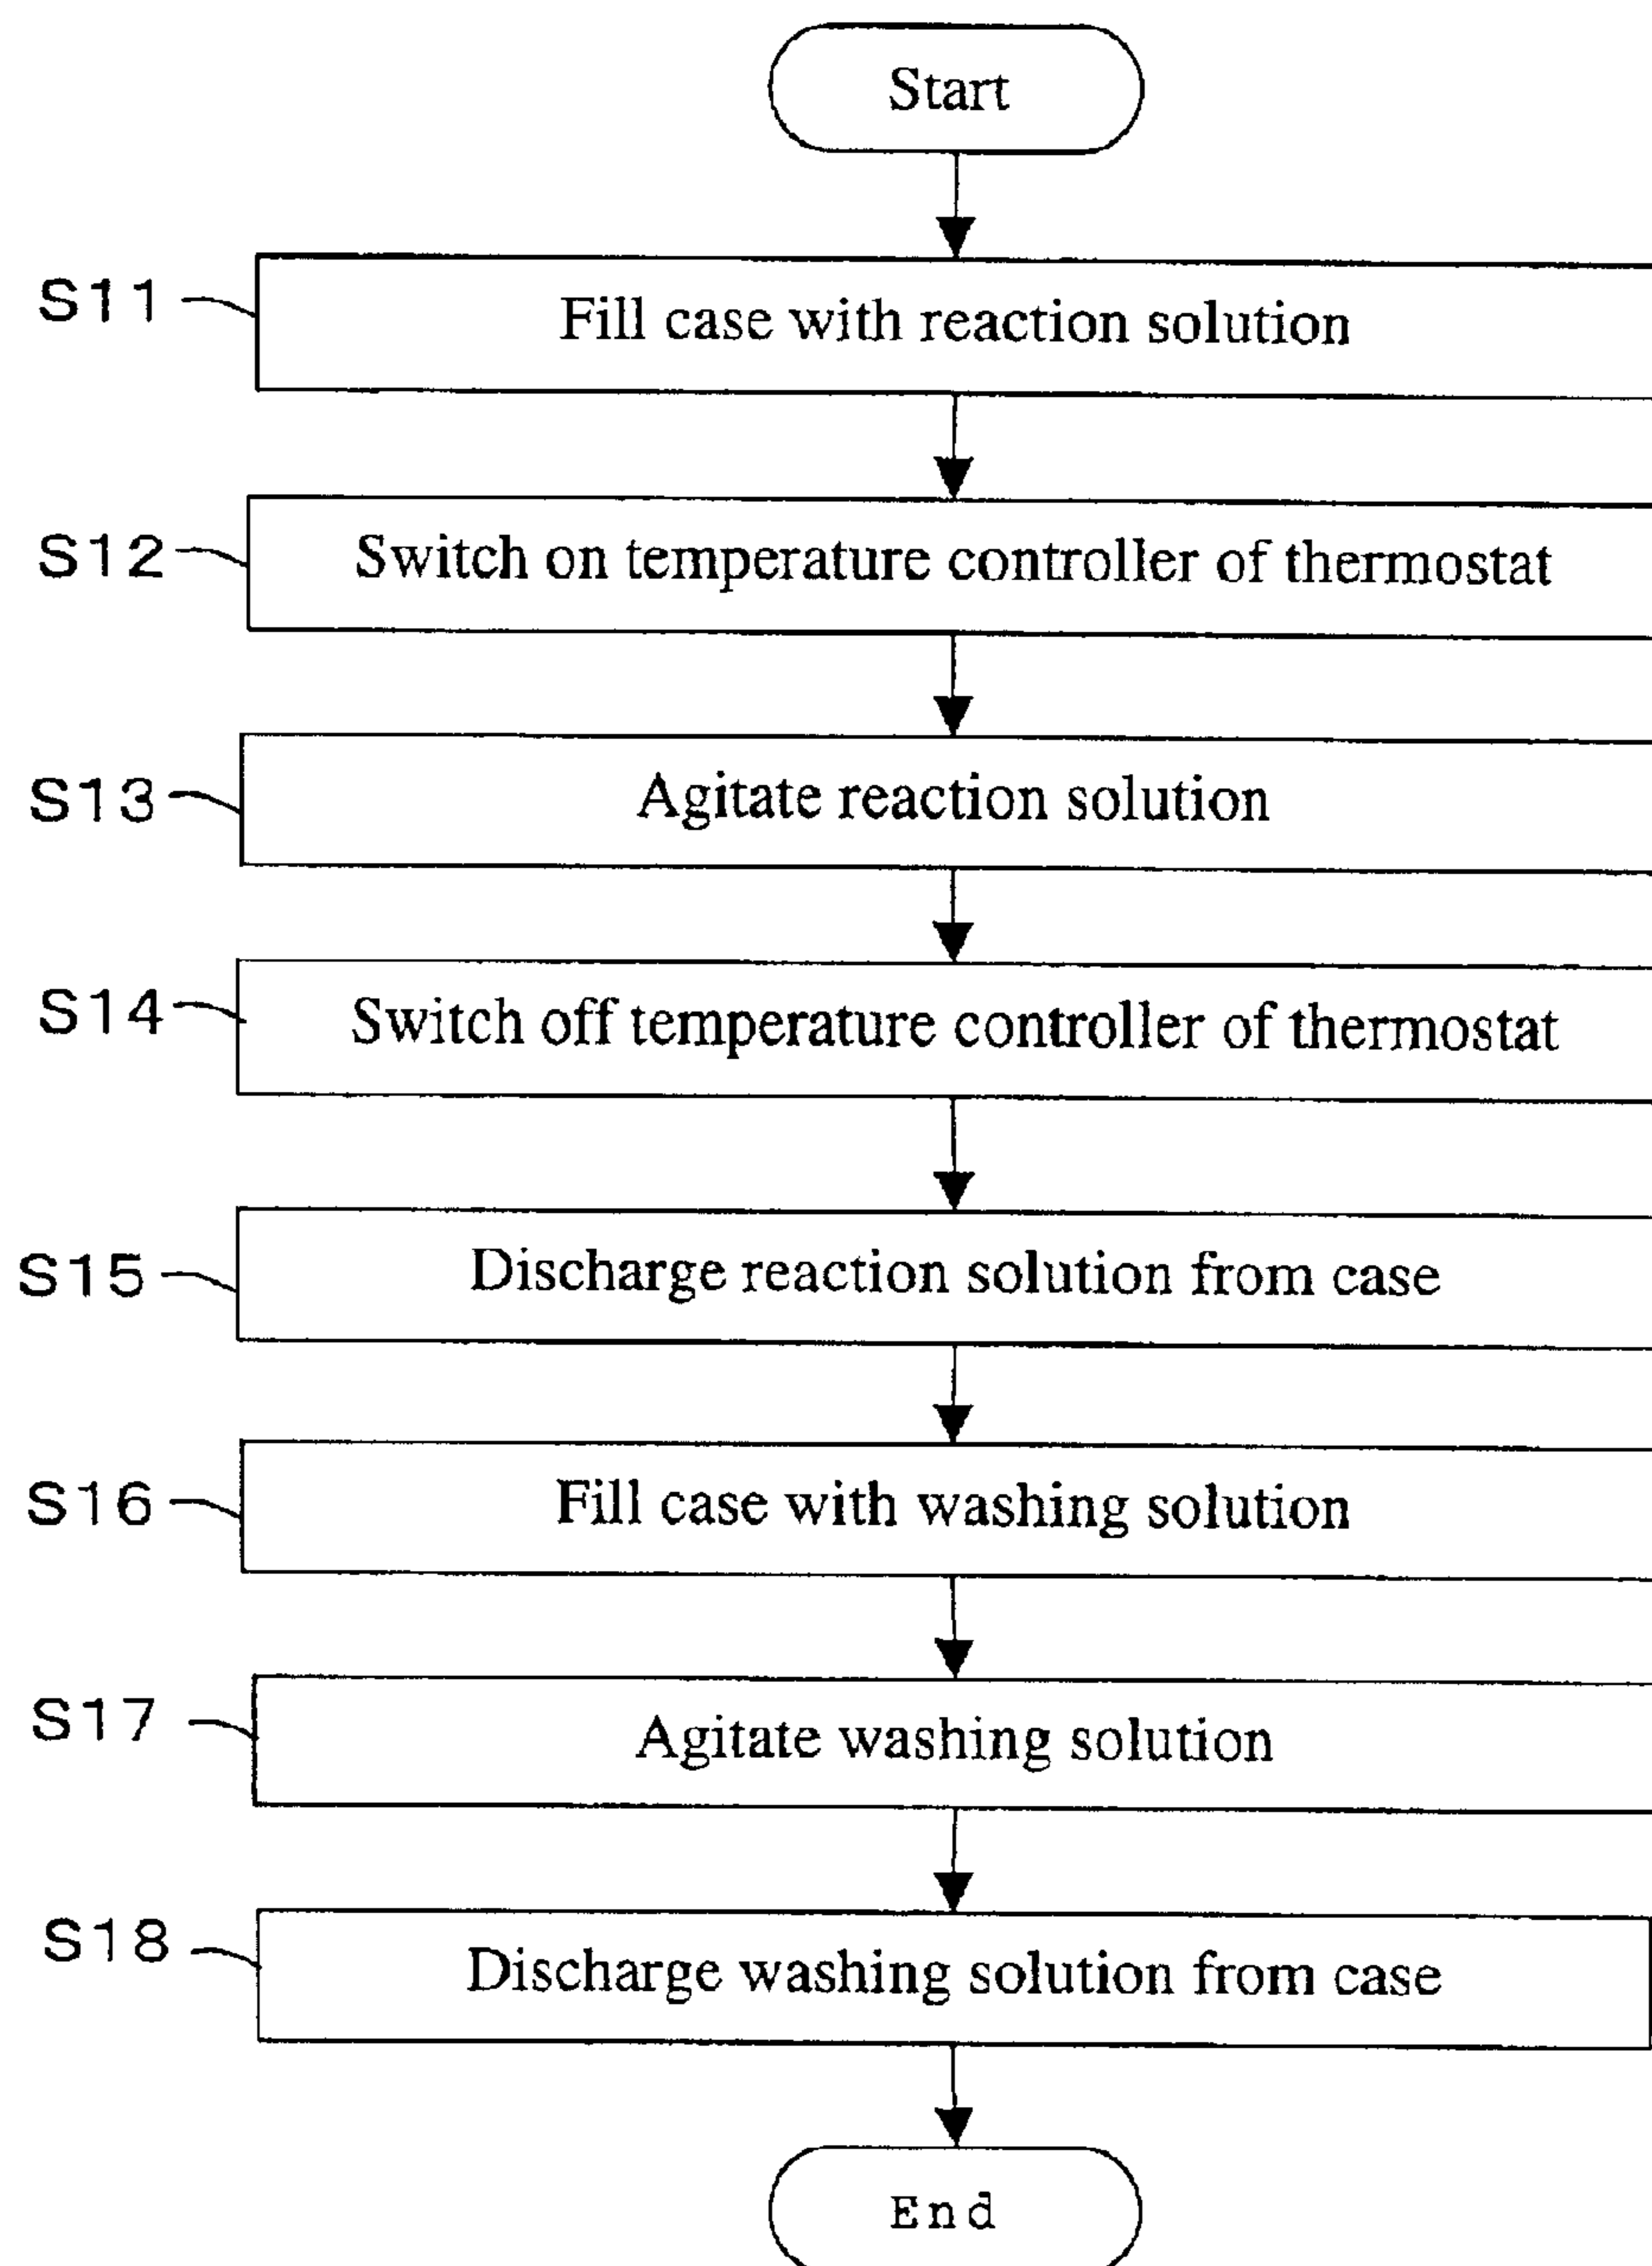 Start
S11 Fill case with reaction solution
S12 Switch on temperature controller of thermostat
S13 Agitate reaction solution
S14 Switch off temperature controller of thermostat
S15 Discharge reaction solution from case
S16 Fill case with washing solution
S17 Agitate washing solution
S18 Discharge washing solution from case
End